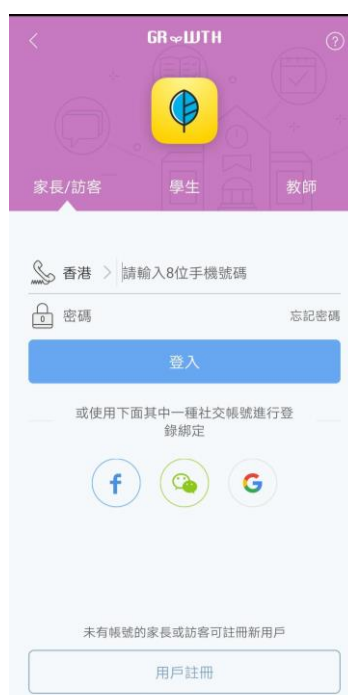 GROWTH
家長/訪客 學生 教師
香港 > 請輸入8位手機號碼
密碼 忘記密碼
登入
或使用下面其中一種社交帳號進行登
錄綁定
未有帳號的家長或訪客可註冊新用戶
用戶註冊